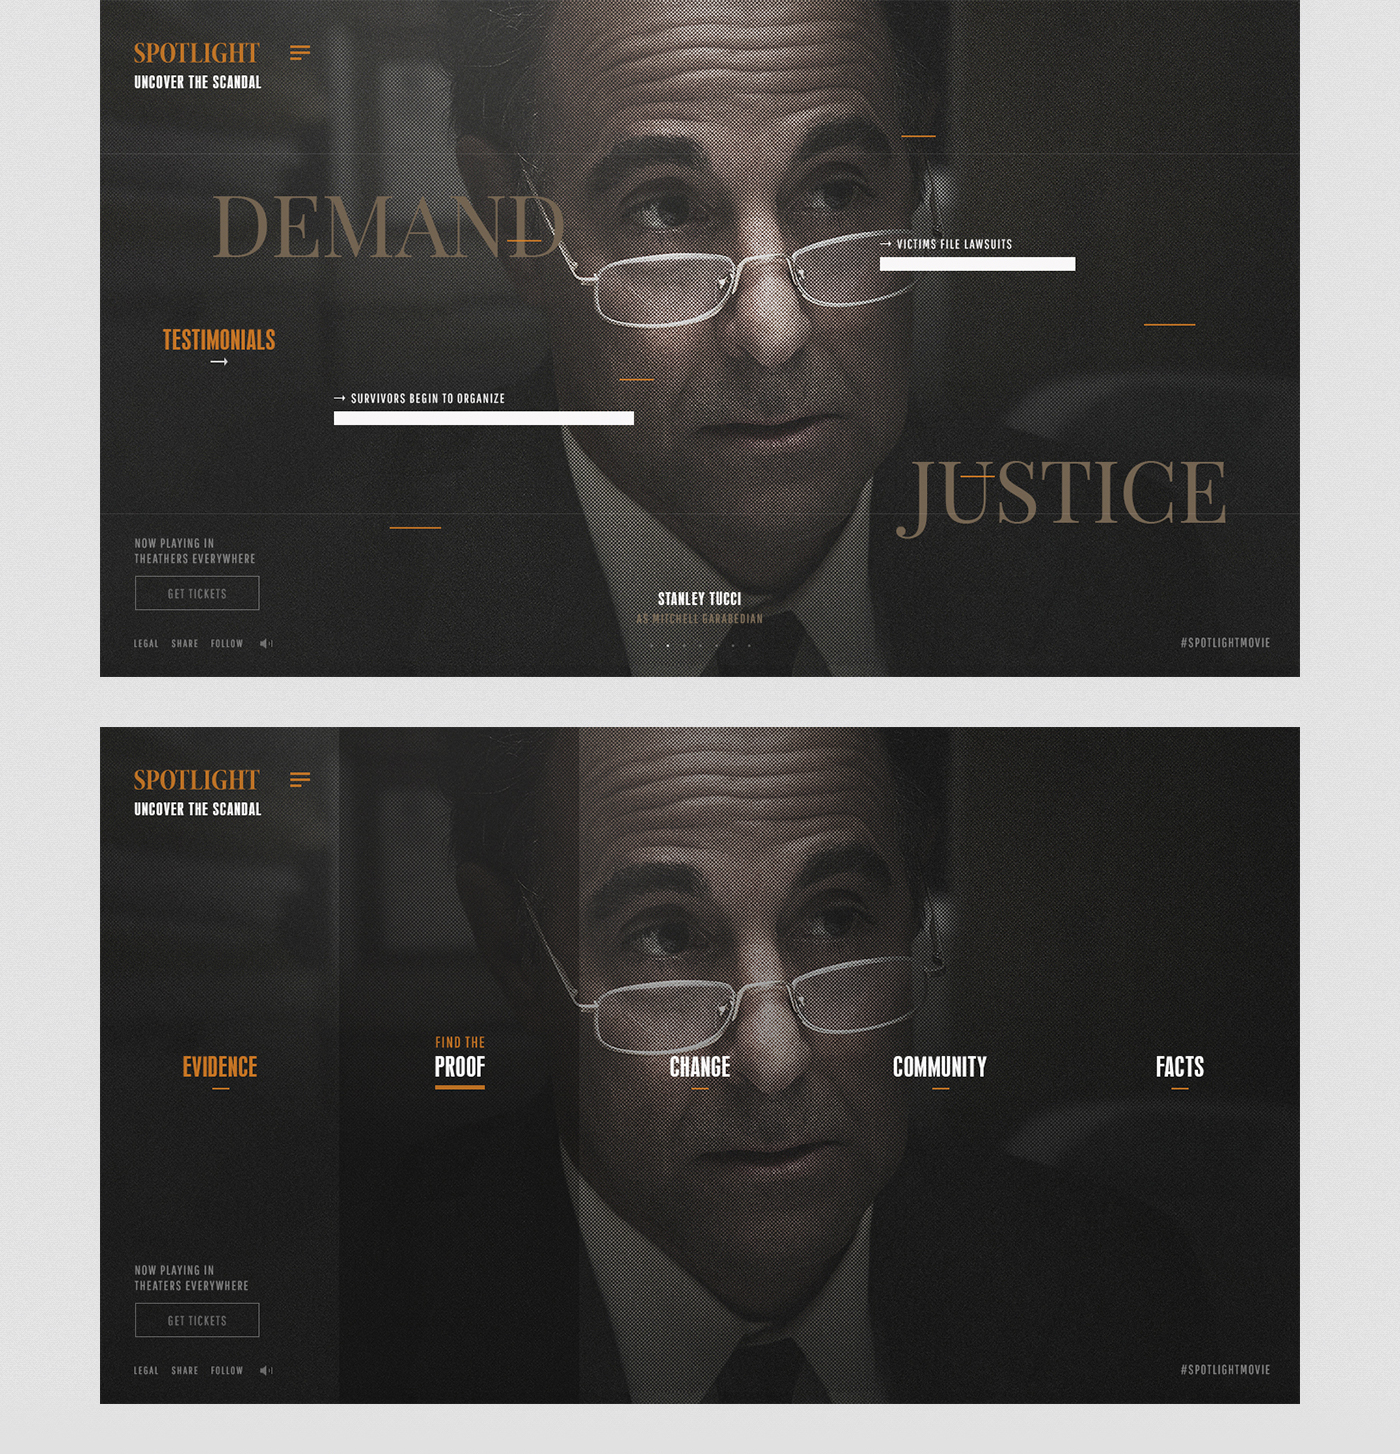 SPOTLIGHT
UNCOVER THE SCANDAL
DEMAND
→ VICTIMS FILE LAWSUITS
TESTIMONIALS
→ SURVIVORS BEGIN TO ORGANIZE
JUSTICE
NOW PLAYING IN
THEATHERS EVERYWHERE
GET TICKETS
STANLEY TUCCI
AS MITCHELL GARABEDIAN
LEGAL SHARE FOLLOW
#SPOTLIGHTMOVIE
SPOTLIGHT
UNCOVER THE SCANDAL
EVIDENCE
FIND THE
PROOF
CHANGE
COMMUNITY
FACTS
NOW PLAYING IN
THEATERS EVERYWHERE
GET TICKETS
LEGAL SHARE FOLLOW
#SPOTLIGHTMOVIE